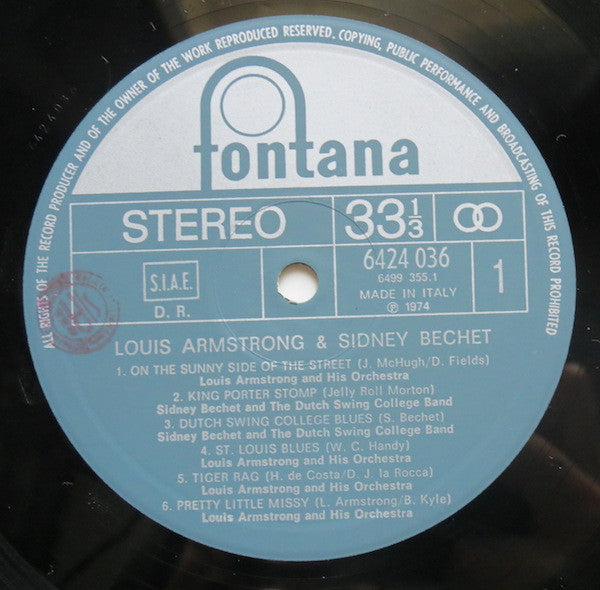 ALL RIGHTS OF THE RECORD PRODUCER AND OF THE OWNER OF THE WORK REPRODUCED RESERVED. COPYING, PUBLIC PERFORMANCE AND BROADCASTING OF THIS RECORD PROHIBITED
fontana
STEREO 33 1/3
S.I.A.E.
D. R.
6424 036
6499 355.1
MADE IN ITALY
℗ 1974
1
LOUIS ARMSTRONG & SIDNEY BECHET
1. ON THE SUNNY SIDE OF THE STREET (J. McHugh/D. Fields)
Louis Armstrong and His Orchestra
2. KING PORTER STOMP (Jelly Roll Morton)
Sidney Bechet and The Dutch Swing College Band
3. DUTCH SWING COLLEGE BLUES (S. Bechet)
Sidney Bechet and The Dutch Swing College Band
4. ST. LOUIS BLUES (W. C. Handy)
Louis Armstrong and His Orchestra
5. TIGER RAG (H. de Costa/D. J. la Rocca)
Louis Armstrong and His Orchestra
6. PRETTY LITTLE MISSY (L. Armstrong/B. Kyle)
Louis Armstrong and His Orchestra